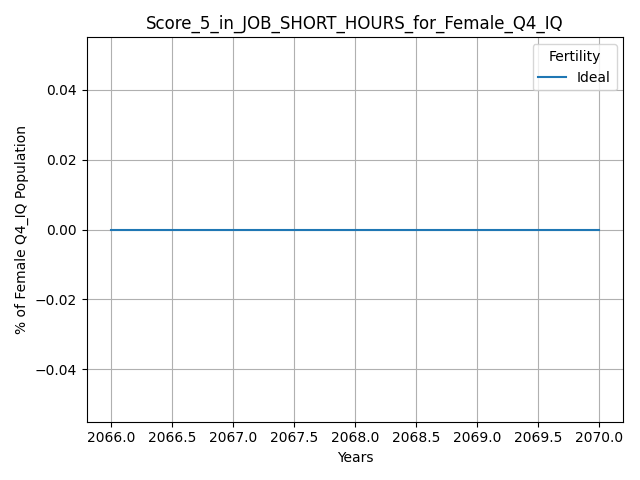 Score_5_in_JOB_SHORT_HOURS_for_Female_Q4_IQ
Fertility
Ideal
% of Female Q4_IQ Population
0.04
0.02
0.00
−0.02
−0.04
2066.0 2066.5 2067.0 2067.5 2068.0 2068.5 2069.0 2069.5 2070.0
Years